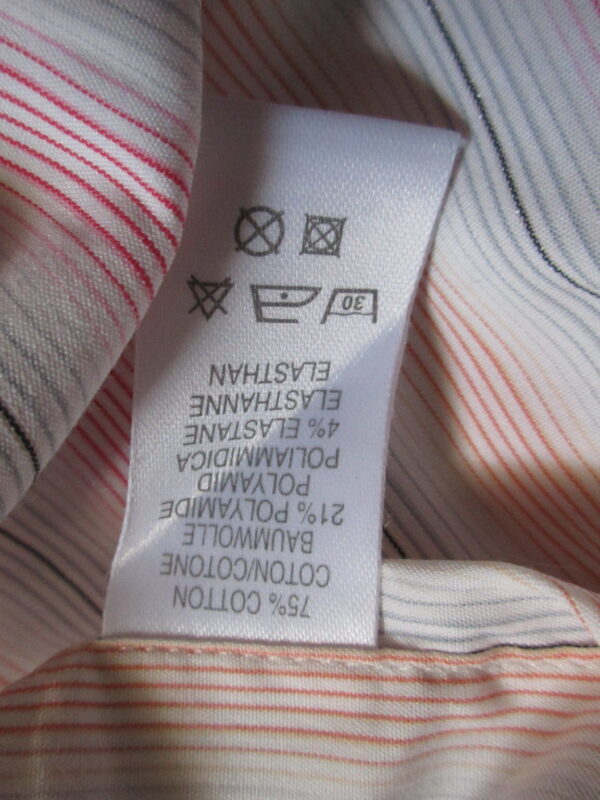 75% COTTON
COTON/COTONE
BAUMWOLLE
21% POLYAMIDE
POLYAMID
POLIAMMIDICA
4% ELASTANE
ELASTHANNE
ELASTHAN
30